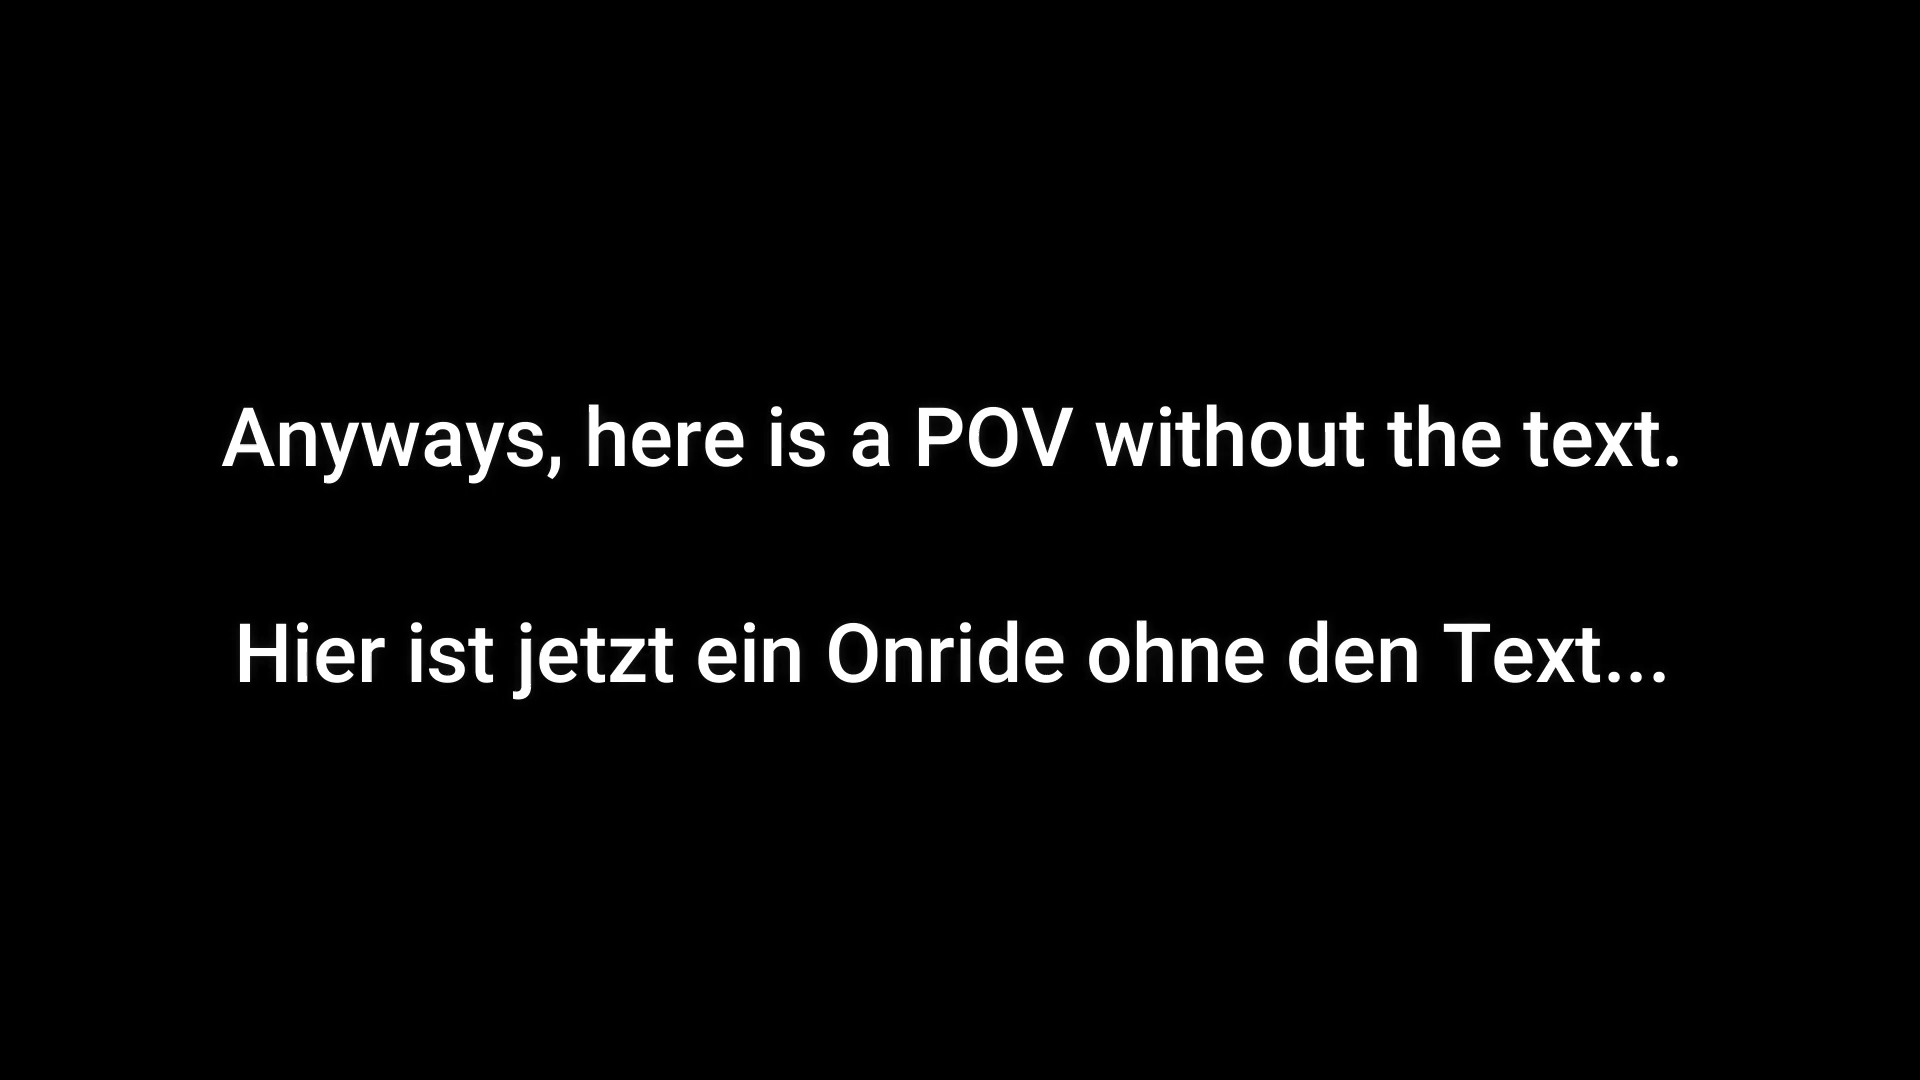 Anyways, here is a POV without the text.
Hier ist jetzt ein Onride ohne den Text...